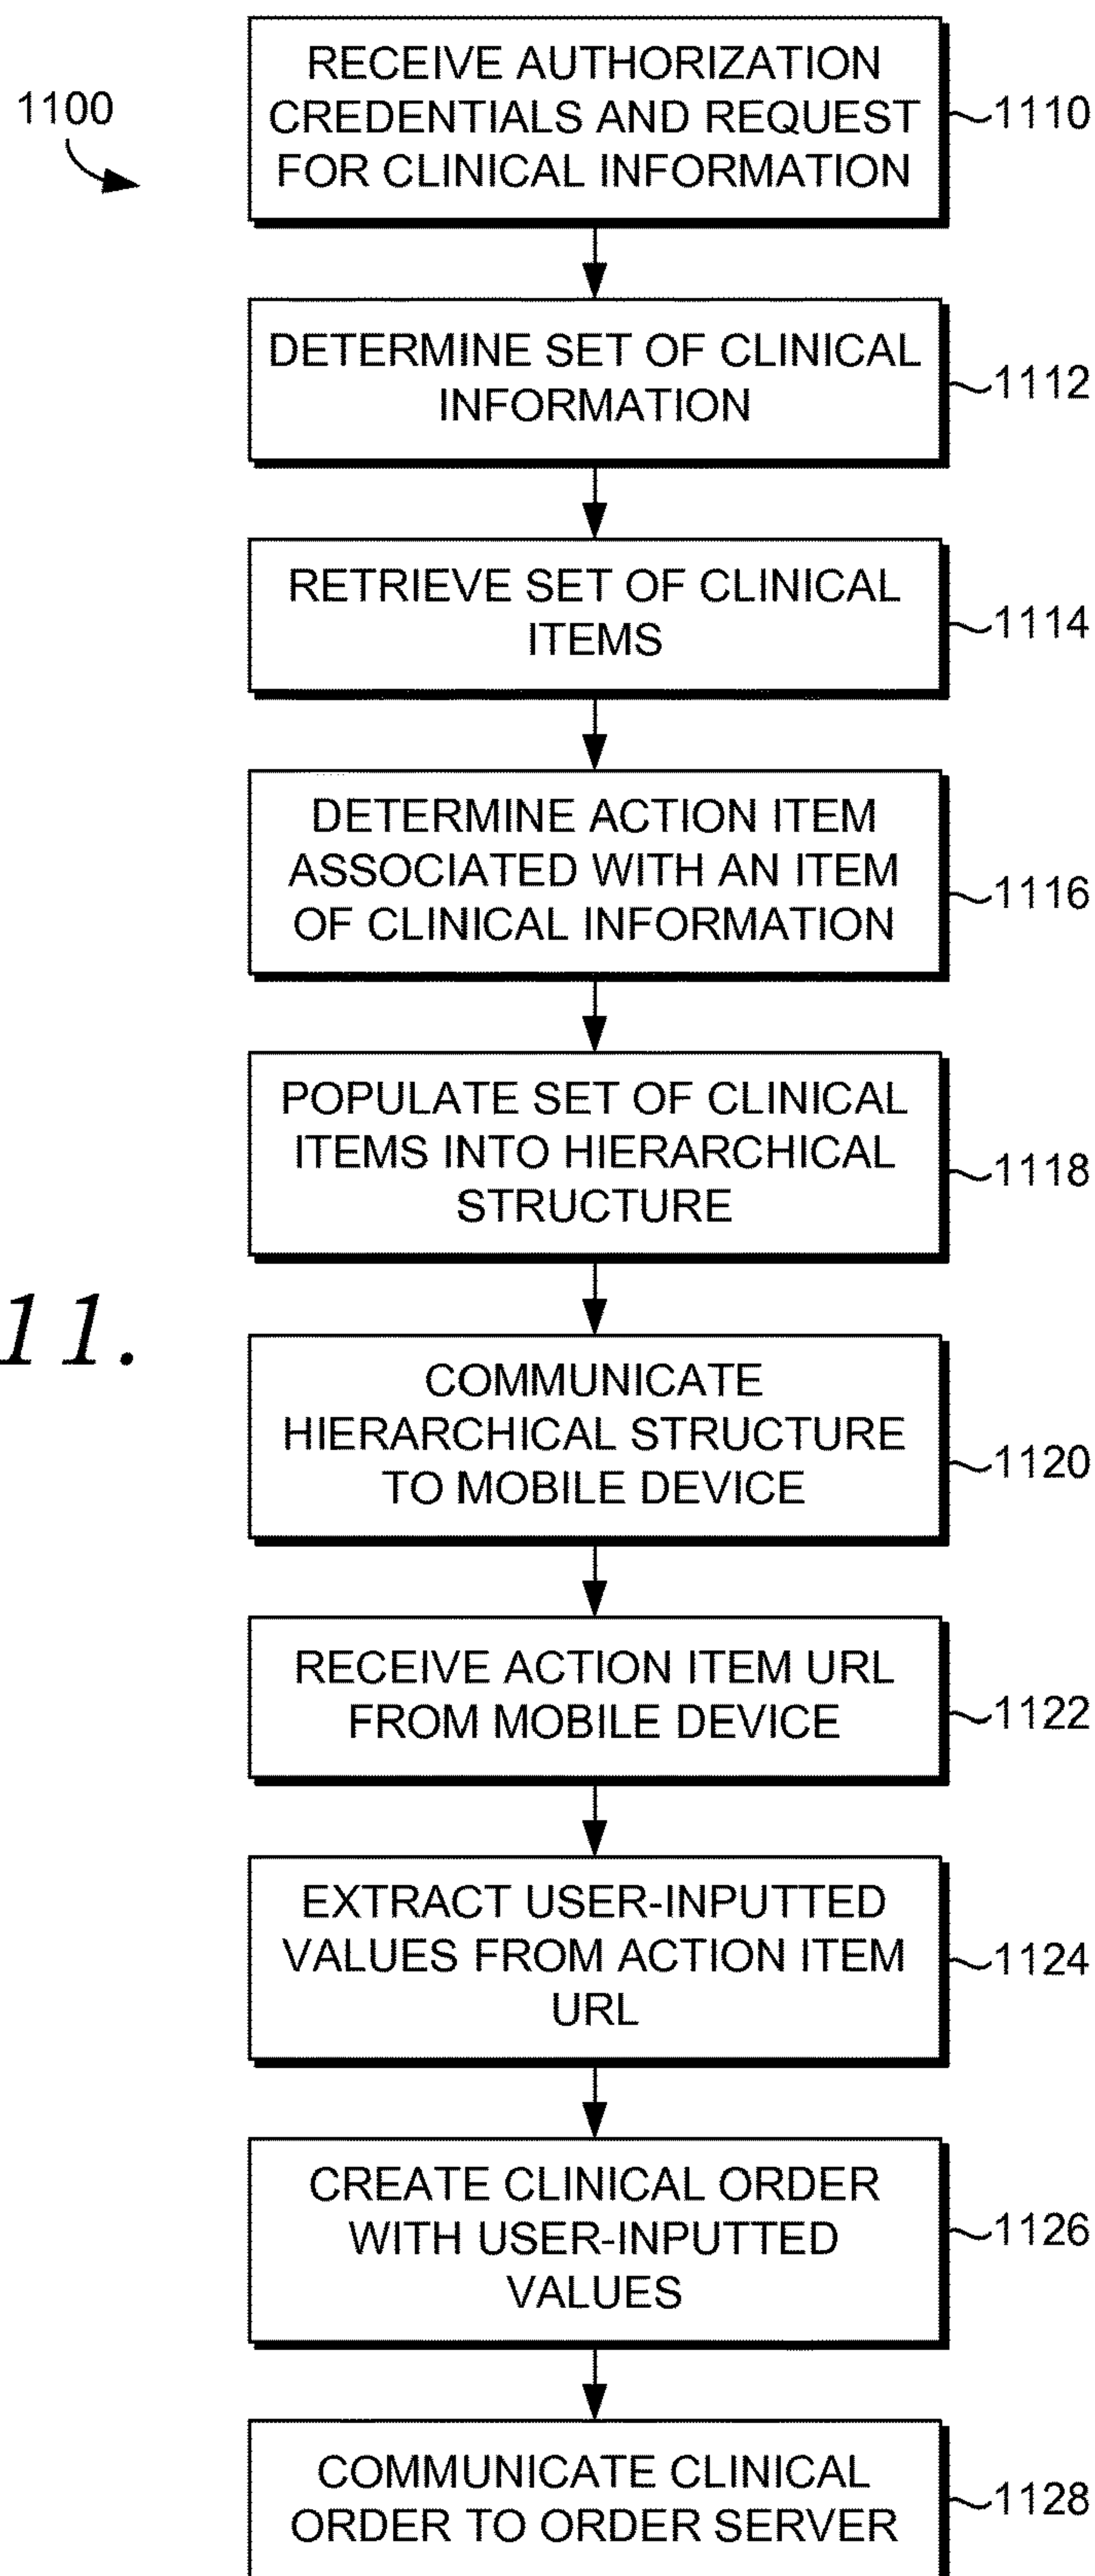 1100
RECEIVE AUTHORIZATION
CREDENTIALS AND REQUEST
FOR CLINICAL INFORMATION
1110
DETERMINE SET OF CLINICAL
INFORMATION
1112
RETRIEVE SET OF CLINICAL
ITEMS
1114
DETERMINE ACTION ITEM
ASSOCIATED WITH AN ITEM
OF CLINICAL INFORMATION
1116
POPULATE SET OF CLINICAL
ITEMS INTO HIERARCHICAL
STRUCTURE
1118
11.
COMMUNICATE
HIERARCHICAL STRUCTURE
TO MOBILE DEVICE
1120
RECEIVE ACTION ITEM URL
FROM MOBILE DEVICE
1122
EXTRACT USER-INPUTTED
VALUES FROM ACTION ITEM
URL
1124
CREATE CLINICAL ORDER
WITH USER-INPUTTED
VALUES
1126
COMMUNICATE CLINICAL
ORDER TO ORDER SERVER
1128